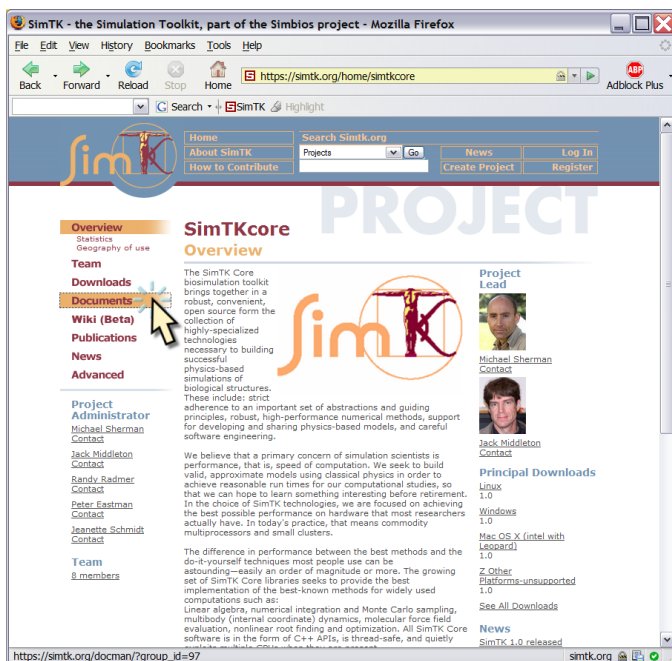 SimTK - the Simulation Toolkit, part of the Simbios project - Mozilla Firefox
File Edit View History Bookmarks Tools Help
Back Forward Reload Stop Home https://simtk.org/home/simtkcore ABP Adblock Plus
G Search SimTK Highlight
SimTK
Home
About SimTK
How to Contribute
Search Simtk.org
Projects Go
News Log In
Create Project Register
PROJECT
Overview
Statistics
Geography of use
Team
Downloads
Documents
Wiki (Beta)
Publications
News
Advanced
Project
Administrator
Michael Sherman
Contact
Jack Middleton
Contact
Randy Radmer
Contact
Peter Eastman
Contact
Jeanette Schmidt
Contact
Team
8 members
SimTKcore
Overview
The SimTK Core
biosimulation toolkit
brings together in a
robust, convenient,
open source form the
collection of
highly-specialized
technologies
necessary to building
successful
physics-based
simulations of
biological structures.
These include: strict
adherence to an important set of abstractions and guiding
principles, robust, high-performance numerical methods, support
for developing and sharing physics-based models, and careful
software engineering.
SimTK
We believe that a primary concern of simulation scientists is
performance, that is, speed of computation. We seek to build
valid, approximate models using classical physics in order to
achieve reasonable run times for our computational studies, so
that we can hope to learn something interesting before retirement.
In the choice of SimTK technologies, we are focused on achieving
the best possible performance on hardware that most researchers
actually have. In today's practice, that means commodity
multiprocessors and small clusters.
The difference in performance between the best methods and the
do-it-yourself techniques most people use can be
astounding—easily an order of magnitude or more. The growing
set of SimTK Core libraries seeks to provide the best
implementation of the best-known methods for widely used
computations such as:
Linear algebra, numerical integration and Monte Carlo sampling,
multibody (internal coordinate) dynamics, molecular force field
evaluation, nonlinear root finding and optimization. All SimTK Core
software is in the form of C++ APIs, is thread-safe, and quietly
exploits multiple CPUs when they are present.
Project
Lead
Michael Sherman
Contact
Jack Middleton
Contact
Principal Downloads
Linux
1.0
Windows
1.0
Mac OS X (intel with
Leopard)
1.0
Z Other
Platforms-unsupported
1.0
See All Downloads
News
SimTK 1.0 released
https://simtk.org/docman/?group_id=97 simtk.org